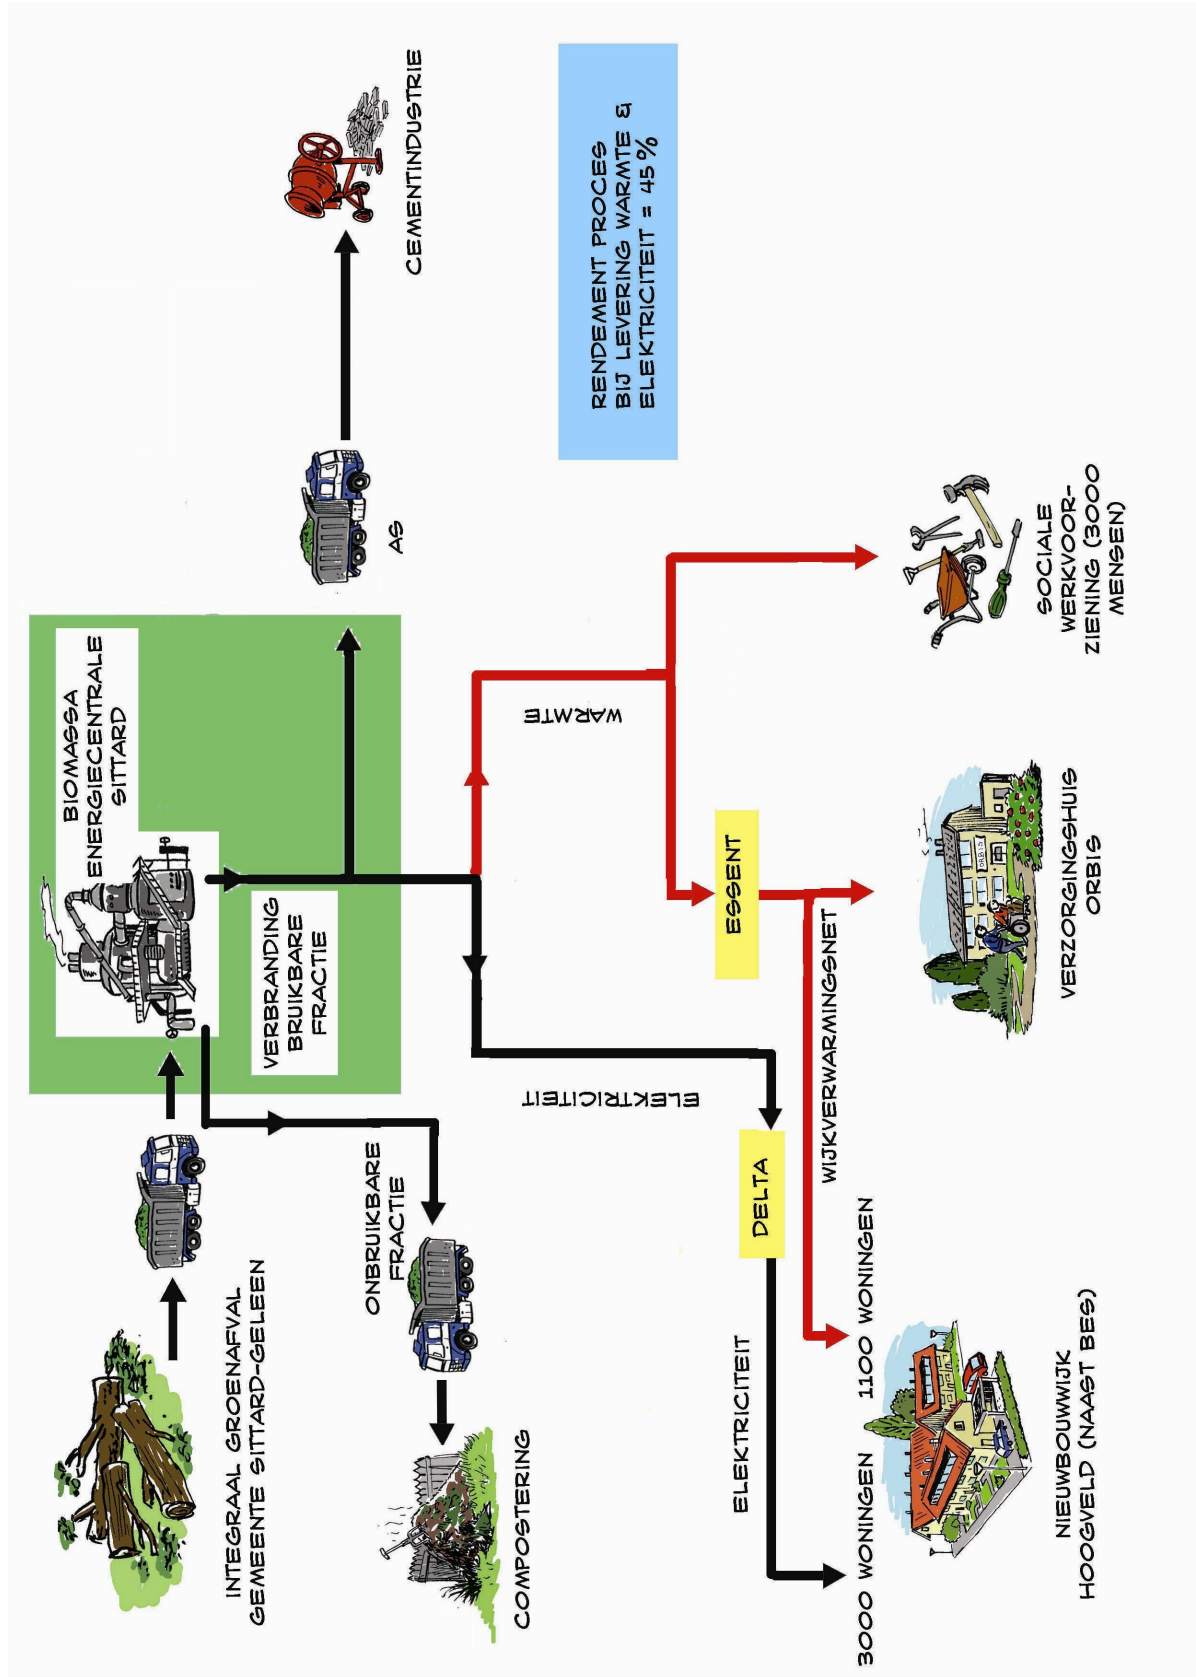 INTEGRAAL GROENAFVAL
GEMEENTE SITTARD-GELEEN
BIOMASSA
ENERGIECENTRALE
SITTARD
VERBRANDING
BRUIKBARE
FRACTIE
AS
CEMENTINDUSTRIE
ONBRUIKBARE
FRACTIE
COMPOSTERING
ELEKTRICITEIT
WARMTE
RENDEMENT PROCES
BIJ LEVERING WARMTE &
ELEKTRICITEIT = 45%
ESSENT
DELTA
ELEKTRICITEIT
WIJKVERWARMINGSNET
3000 WONINGEN
1100 WONINGEN
ORBIS
NIEUWBOUWWIJK
HOOGVELD (NAAST BES)
VERZORGINGSHUIS
ORBIS
SOCIALE
WERKVOOR-
ZIENING (3000
MENSEN)